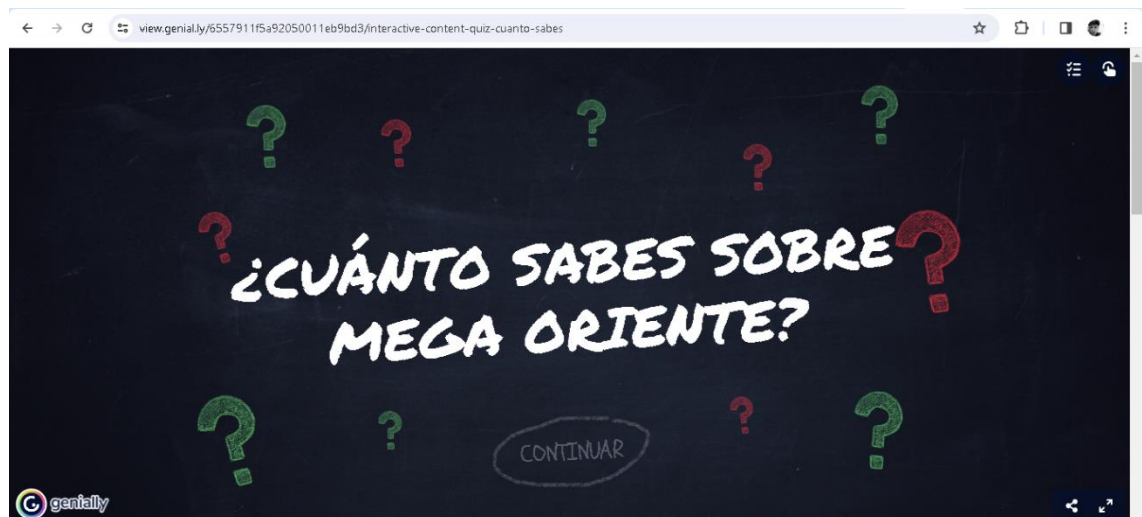 view.genial.ly/6557911f5a92050011eb9bd3/interactive-content-quiz-cuanto-sabes
¿CUÁNTO SABES SOBRE
MEGA ORIENTE?
CONTINUAR
genially